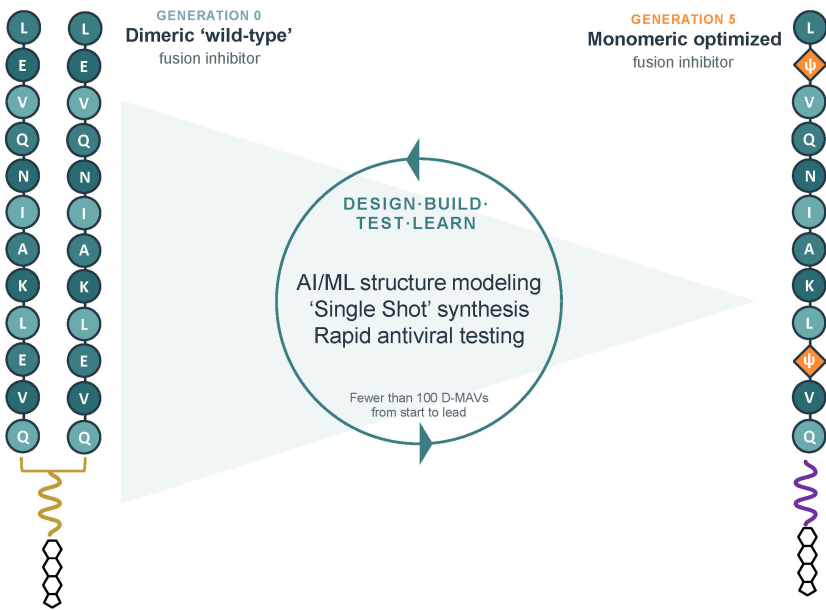 GENERATION 0
Dimeric ‘wild-type’
fusion inhibitor
GENERATION 5
Monomeric optimized
fusion inhibitor
L
E
V
Q
N
I
A
K
L
E
V
Q
L
E
V
Q
N
I
A
K
L
E
V
Q
DESIGN·BUILD·
TEST·LEARN
AI/ML structure modeling
‘Single Shot’ synthesis
Rapid antiviral testing
Fewer than 100 D-MAVs
from start to lead
L
ψ
V
Q
N
I
A
K
L
ψ
V
Q